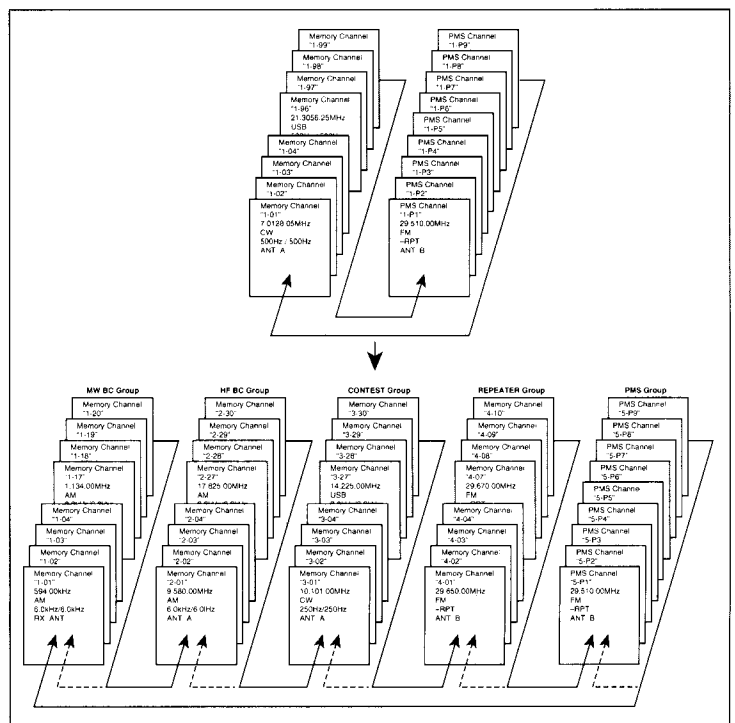 Memory Channel
"1-99"
Memory Channel
"1-98"
Memory Channel
"1-97"
Memory Channel
"1-96"
21.3056.25MHz
USB
Memory Channel
"1-04"
Memory Channel
"1-03"
Memory Channel
"1-02"
Memory Channel
"1-01"
7.0128.05MHz
CW
500Hz / 500Hz
ANT A
PMS Channel
"1-P9"
PMS Channel
"1-P8"
PMS Channel
"1-P7"
PMS Channel
"1-P6"
PMS Channel
"1-P5"
PMS Channel
"1-P4"
PMS Channel
"1-P3"
PMS Channel
"1-P2"
PMS Channel
"1-P1"
29.510.00MHz
FM
–RPT
ANT B
MW BC Group
Memory Channel
"1-20"
Memory Channel
"1-19"
Memory Channel
"1-18"
Memory Channel
"1-17"
1.134.00MHz
AM
Memory Channel
"1-04"
Memory Channel
"1-03"
Memory Channel
"1-02"
Memory Channel
"1-01"
594.00kHz
AM
6.0kHz/6.0kHz
RX ANT
HF BC Group
Memory Channel
"2-30"
Memory Channel
"2-29"
Memory Channel
"2-28"
Memory Channel
"2-27"
17.825.00MHz
AM
Memory Channel
"2-04"
Memory Channel
"2-03"
Memory Channel
"2-02"
Memory Channel
"2-01"
9.580.00MHz
AM
ANT A
CONTEST Group
Memory Channel
"3-30"
Memory Channel
"3-29"
Memory Channel
"3-28"
Memory Channel
"3-27"
14.225.00MHz
USB
Memory Channel
"3-04"
Memory Channel
"3-03"
Memory Channel
"3-02"
Memory Channel
"3-01"
10.101.00MHz
CW
250Hz/250Hz
ANT A
REPEATER Group
Memory Channel
"4-10"
Memory Channel
"4-09"
Memory Channel
"4-08"
Memory Channel
"4-07"
29.670.00MHz
FM
–RPT
Memory Channel
"4-04"
Memory Channel
"4-03"
Memory Channel
"4-02"
Memory Channel
"4-01"
29.650.00MHz
FM
–RPT
ANT B
PMS Group
PMS Channel
"5-P9"
PMS Channel
"5-P8"
PMS Channel
"5-P7"
PMS Channel
"5-P6"
PMS Channel
"5-P5"
PMS Channel
"5-P4"
PMS Channel
"5-P3
PMS Channel
"5-P2"
PMS Channel
"5-P1"
29.510.00MHz
FM
–RPT
ANT B